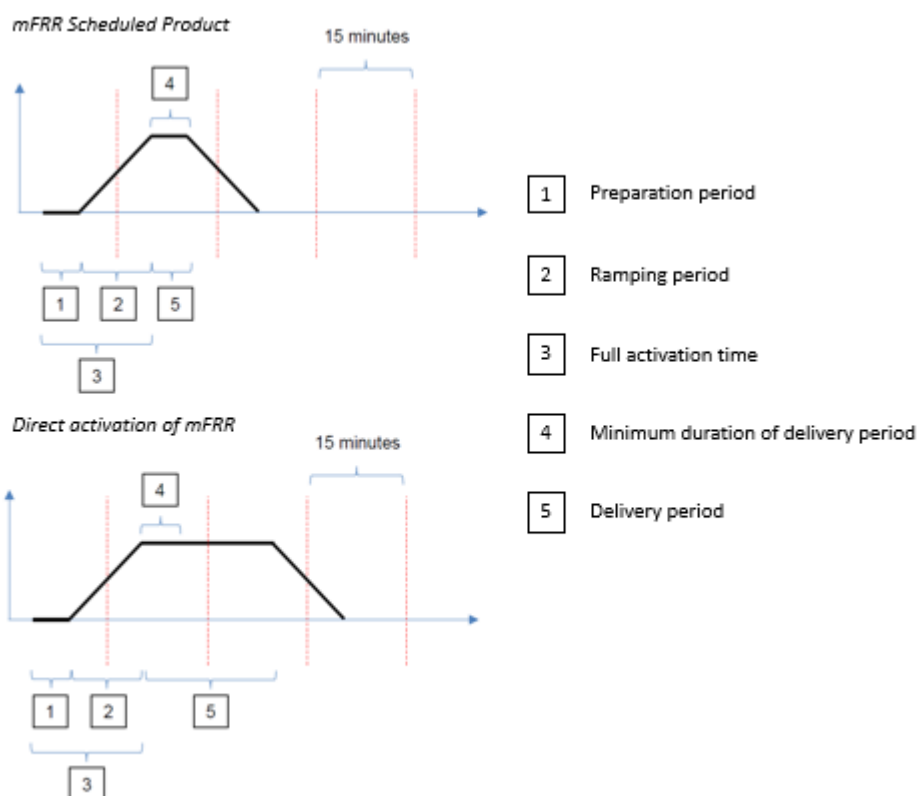 mFRR Scheduled Product
15 minutes
4
1
2
5
3
1 Preparation period
2 Ramping period
3 Full activation time
4 Minimum duration of delivery period
5 Delivery period
Direct activation of mFRR
15 minutes
4
1
2
5
3